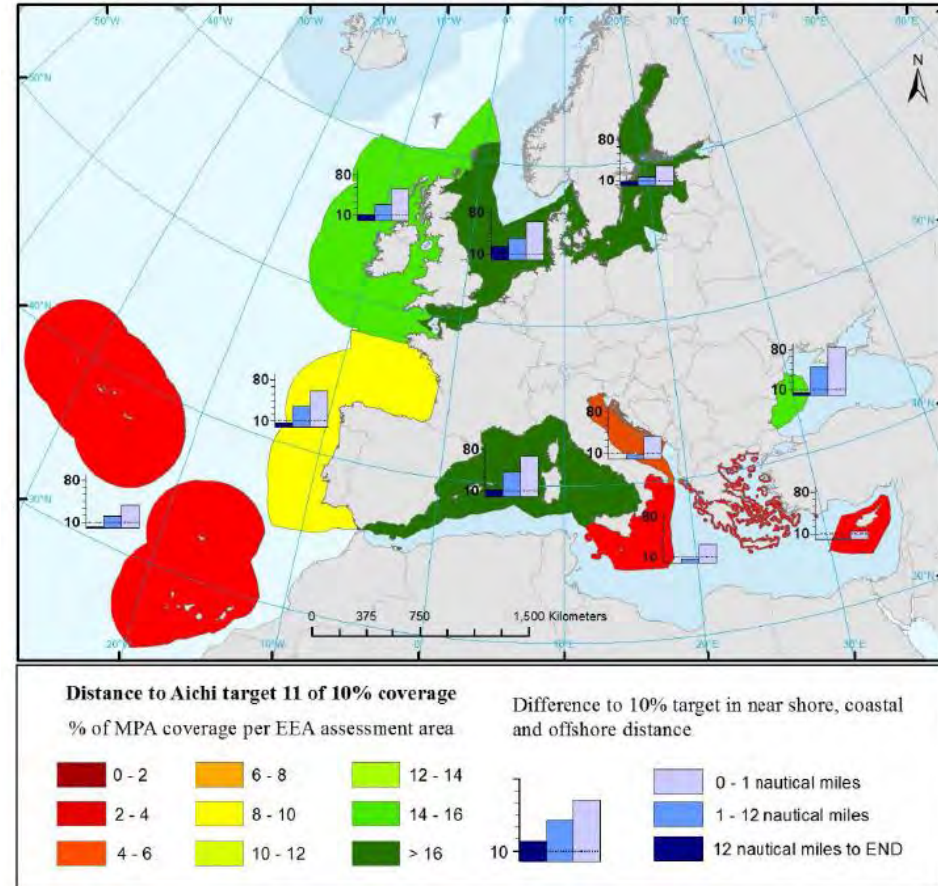 40°W 30°W 20°W 10°W 0° 10°E 20°E 30°E 40°E 50°E 60°E
50°N
N
80
10
80
10
80
10
50°N
40°N
80
10
80
10
80
10
80
10
40°N
30°N
80
10
80
10
80
10
30°N
0 375 750 1,500 Kilometers
20°W 10°W 0° 10°E 20°E 30°E
Distance to Aichi target 11 of 10% coverage
% of MPA coverage per EEA assessment area
0 - 2 6 - 8 12 - 14
2 - 4 8 - 10 14 - 16
4 - 6 10 - 12 > 16
Difference to 10% target in near shore, coastal
and offshore distance
10
0 - 1 nautical miles
1 - 12 nautical miles
12 nautical miles to END